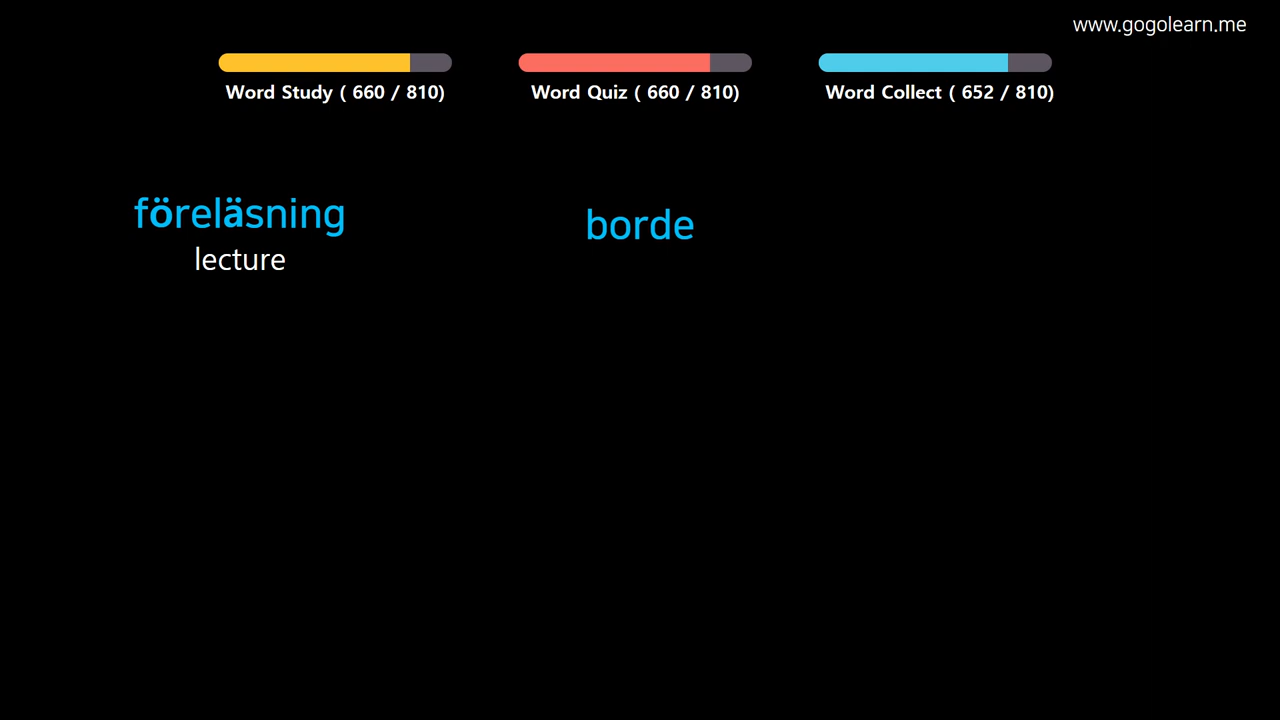 www.gogolearn.me
Word Study ( 660 / 810)
Word Quiz ( 660 / 810)
Word Collect ( 652 / 810)
föreläsning
lecture
borde